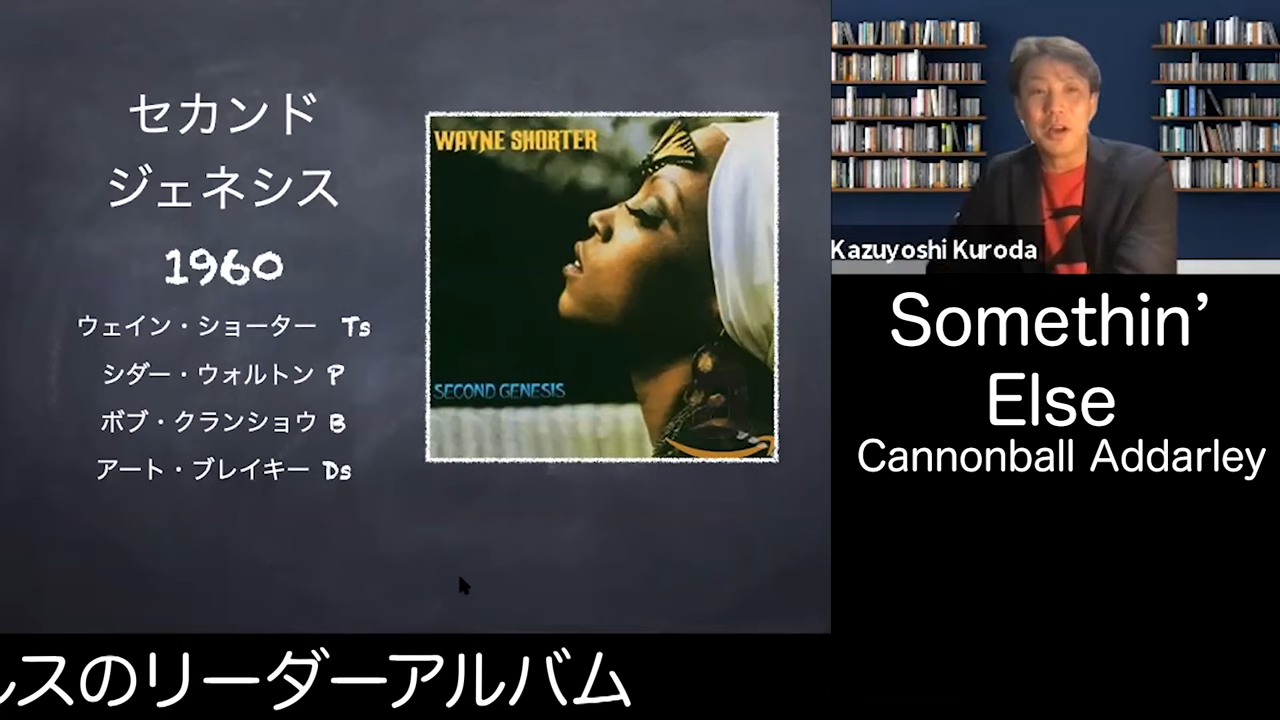 セカンド
ジェネシス
1960
ウェイン・ショーター Ts
シダー・ウォルトン P
ボブ・クランショウ B
アート・ブレイキー Ds
WAYNE SHORTER
SECOND GENESIS
Kazuyoshi Kuroda
Somethin’
Else
Cannonball Addarley
ルスのリーダーアルバム